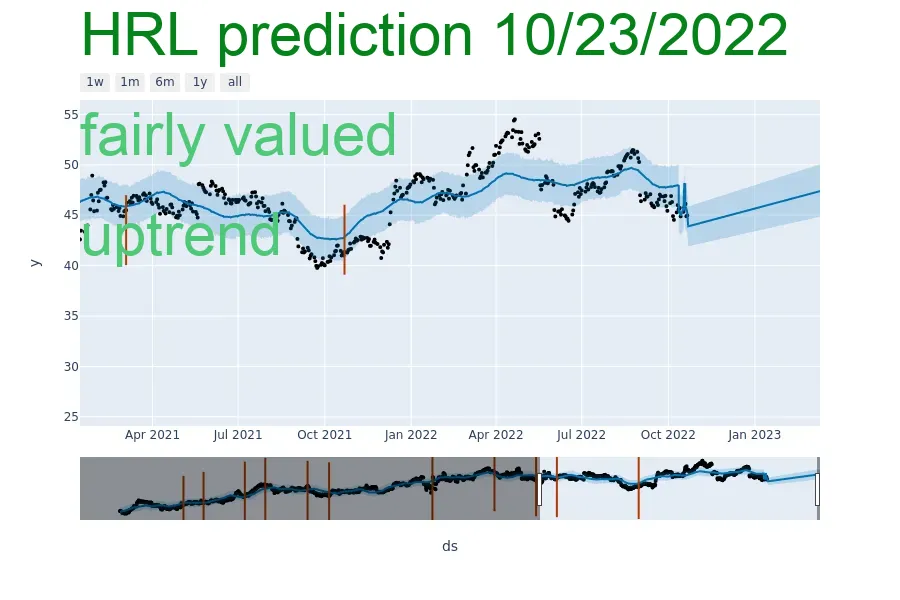 HRL prediction 10/23/2022
1w 1m 6m 1y all
55
fairly valued
50
45
uptrend
40
y
35
30
25
Apr 2021 Jul 2021 Oct 2021 Jan 2022 Apr 2022 Jul 2022 Oct 2022 Jan 2023
ds